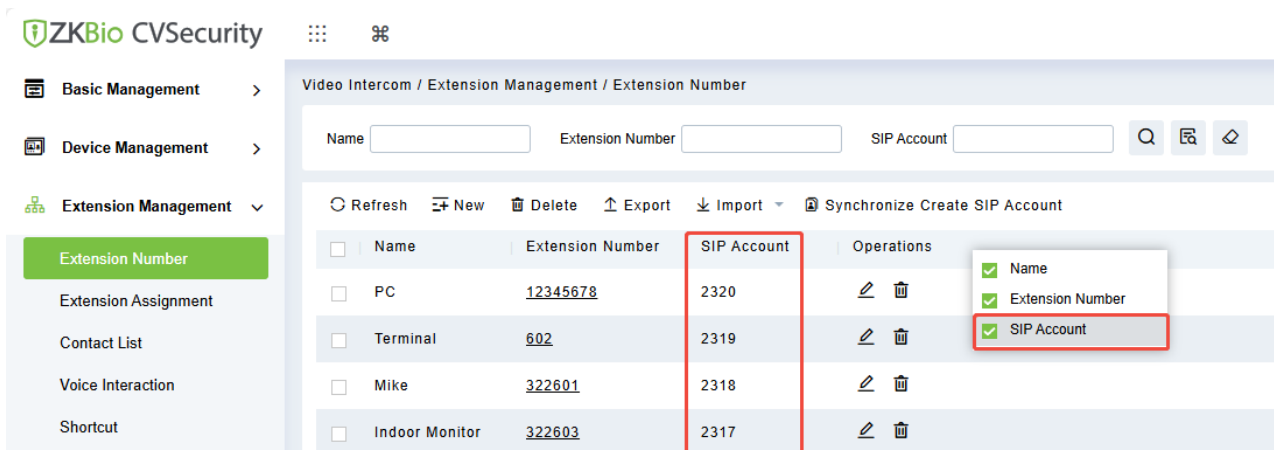 ZKBio CVSecurity
Basic Management
Device Management
Extension Management
Extension Number
Extension Assignment
Contact List
Voice Interaction
Shortcut
Video Intercom / Extension Management / Extension Number
Name Extension Number SIP Account
Refresh New Delete Export Import Synchronize Create SIP Account
Name Extension Number SIP Account Operations
PC 12345678 2320
Terminal 602 2319
Mike 322601 2318
Indoor Monitor 322603 2317
Name
Extension Number
SIP Account